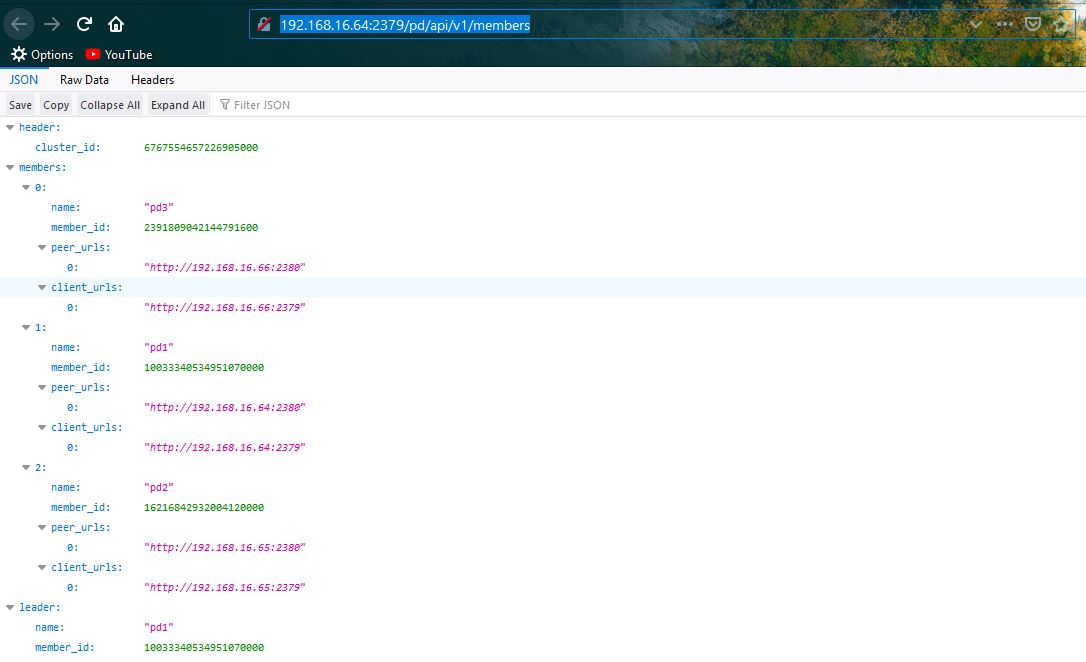 192.168.16.64:2379/pd/api/v1/members
Options YouTube
JSON Raw Data Headers
Save Copy Collapse All Expand All Filter JSON
header:
cluster_id: 6767554657226905000
members:
0:
name: "pd3"
member_id: 2391809042144791600
peer_urls:
0: "http://192.168.16.66:2380"
client_urls:
0: "http://192.168.16.66:2379"
1:
name: "pd1"
member_id: 10033340534951070000
peer_urls:
0: "http://192.168.16.64:2380"
client_urls:
0: "http://192.168.16.64:2379"
2:
name: "pd2"
member_id: 16216842932004120000
peer_urls:
0: "http://192.168.16.65:2380"
client_urls:
0: "http://192.168.16.65:2379"
leader:
name: "pd1"
member_id: 10033340534951070000